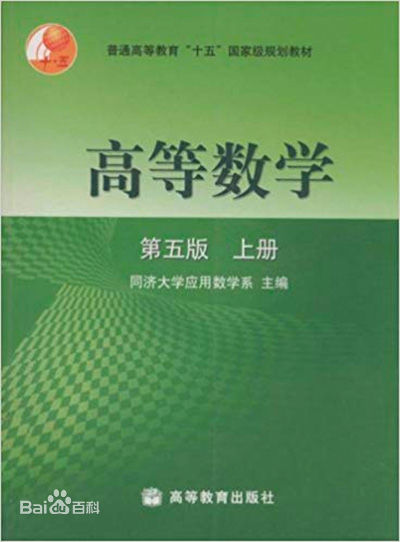 普通高等教育“十五”国家级规划教材
十·五
高等数学
第五版 上册
同济大学应用数学系 主编
高等教育出版社
Bai百科